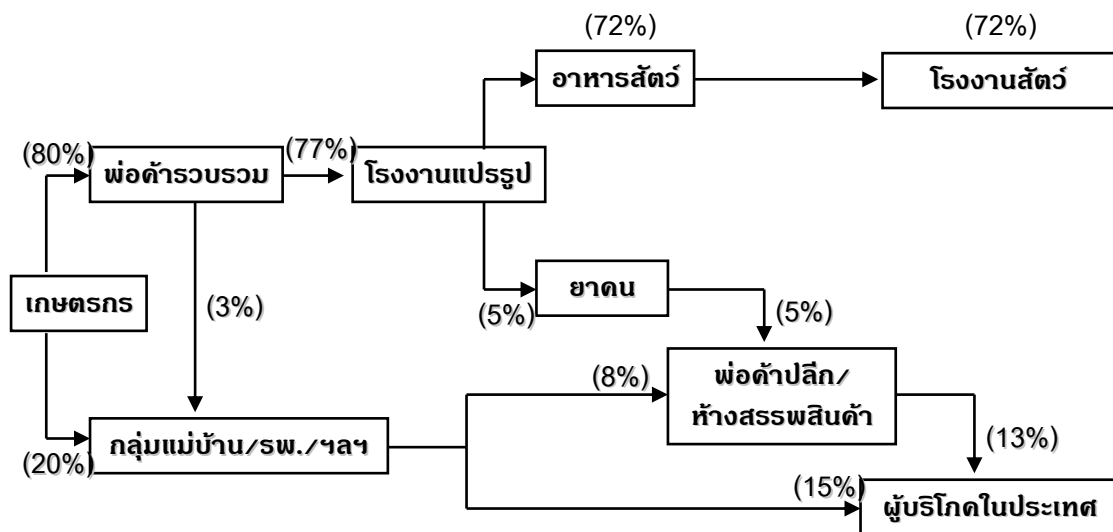 (72%) (72%)
อาหารสัตว์ โรงงานสัตว์
(80%) (77%)
พ่อค้ารวบรวม โรงงานแปรรูป
เกษตรกร (3%) ยาคน
(5%) (5%)
(8%) พ่อค้าปลีก/
ห้างสรรพสินค้า
กลุ่มแม่บ้าน/รพ./ฯลฯ (13%)
(20%) (15%) ผู้บริโภคในประเทศ